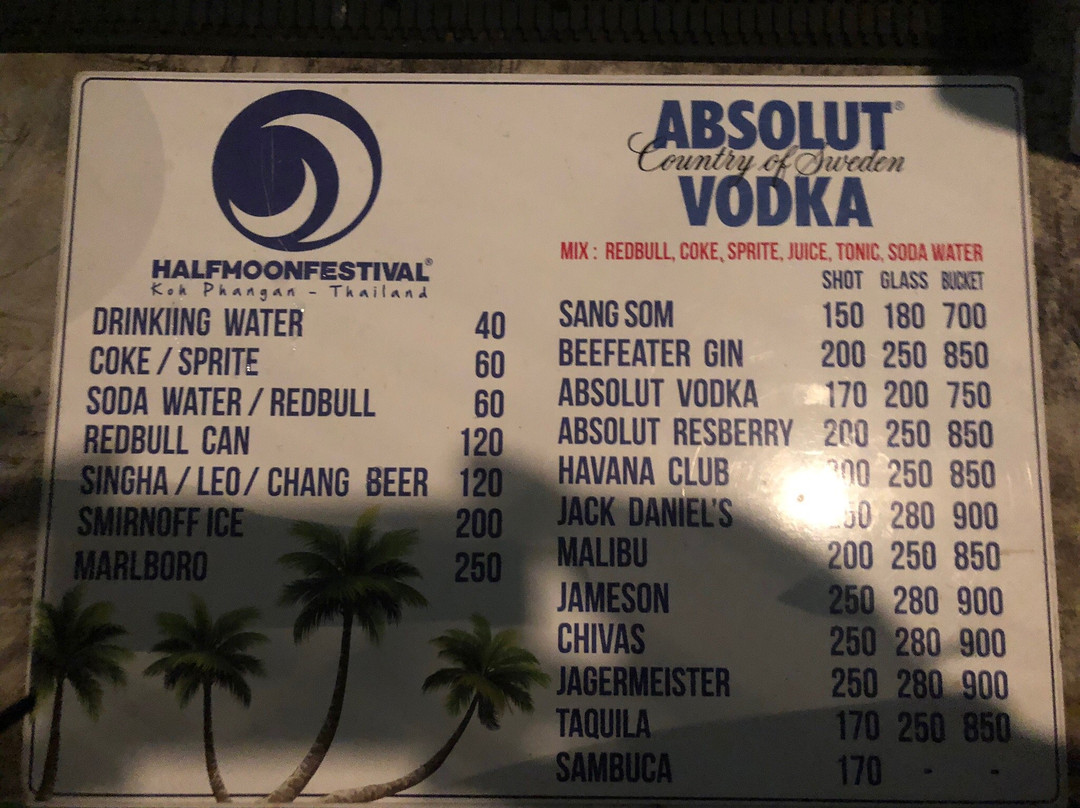 HALFMOONFESTIVAL®
Koh Phangan - Thailand
DRINKIING WATER 40
COKE / SPRITE 60
SODA WATER / REDBULL 60
REDBULL CAN 120
SINGHA / LEO / CHANG BEER 120
SMIRNOFF ICE 200
MARLBORO 250
ABSOLUT®
Country of Sweden
VODKA
MIX : REDBULL, COKE, SPRITE, JUICE, TONIC, SODA WATER
SHOT GLASS BUCKET
SANG SOM 150 180 700
BEEFEATER GIN 200 250 850
ABSOLUT VODKA 170 200 750
ABSOLUT RESBERRY 200 250 850
HAVANA CLUB 250 850
JACK DANIEL'S 280 900
MALIBU 200 250 850
JAMESON 250 280 900
CHIVAS 250 280 900
JAGERMEISTER 250 280 900
TAQUILA 170 250 850
SAMBUCA 170 - -